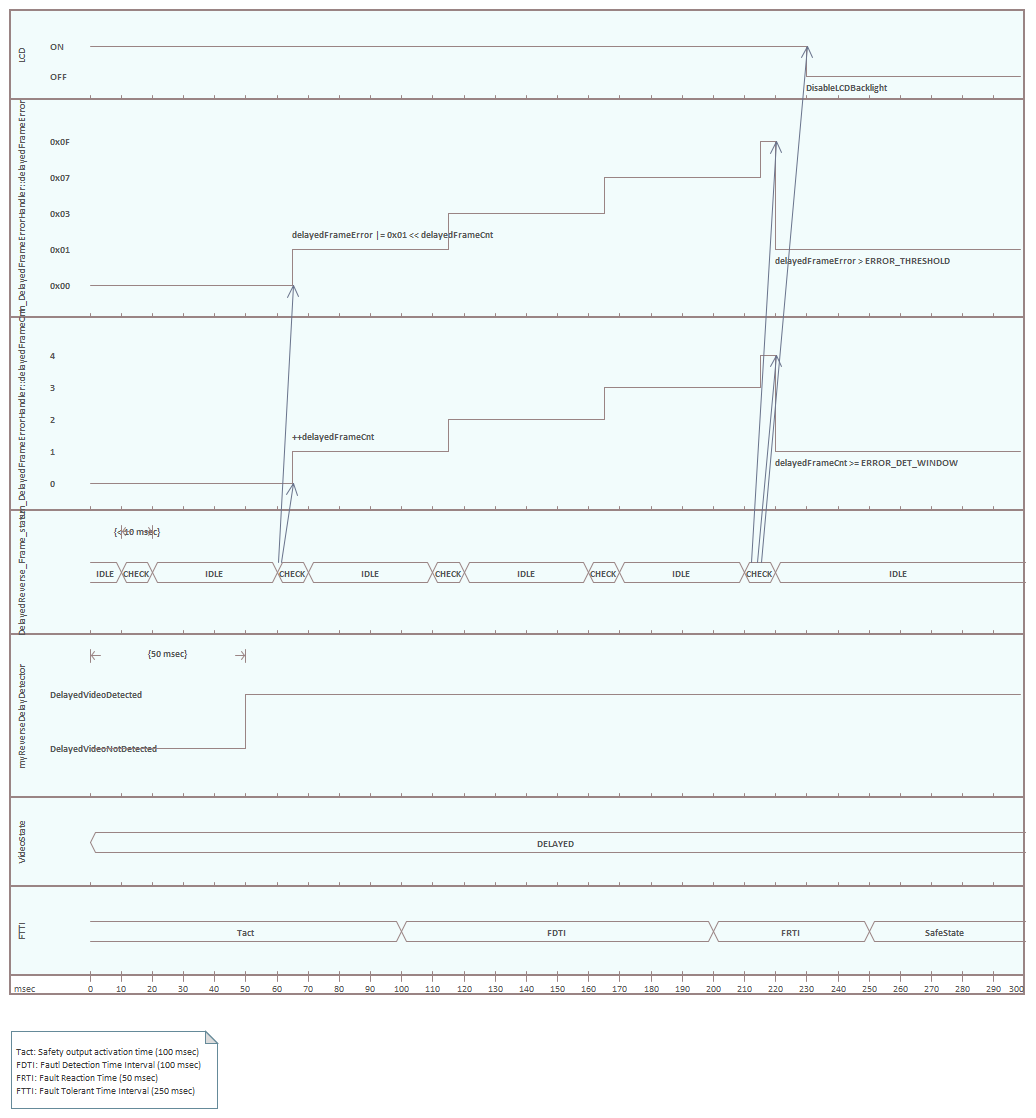 LCD
ON
OFF
DisableLCDBacklight
m_DelayedFrameErrorHandler::delayedFrameError
0x0F
0x07
0x03
0x01
0x00
delayedFrameError |= 0x01 << delayedFrameCnt
delayedFrameError > ERROR_THRESHOLD
m_DelayedFrameErrorHandler::delayedFrameCnt
4
3
2
1
0
++delayedFrameCnt
delayedFrameCnt >= ERROR_DET_WINDOW
DelayedReverse_Frame_status
{<10 msec}
IDLE CHECK IDLE CHECK IDLE CHECK IDLE CHECK IDLE CHECK IDLE
myReverseDelayDetector
{50 msec}
DelayedVideoDetected
DelayedVideoNotDetected
VideoState
DELAYED
FTTI
Tact FDTI FRTI SafeState
msec 0 10 20 30 40 50 60 70 80 90 100 110 120 130 140 150 160 170 180 190 200 210 220 230 240 250 260 270 280 290 300
Tact: Safety output activation time (100 msec)
FDTI: Fautl Detection Time Interval (100 msec)
FRTI: Fault Reaction Time (50 msec)
FTTI: Fault Tolerant Time Interval (250 msec)